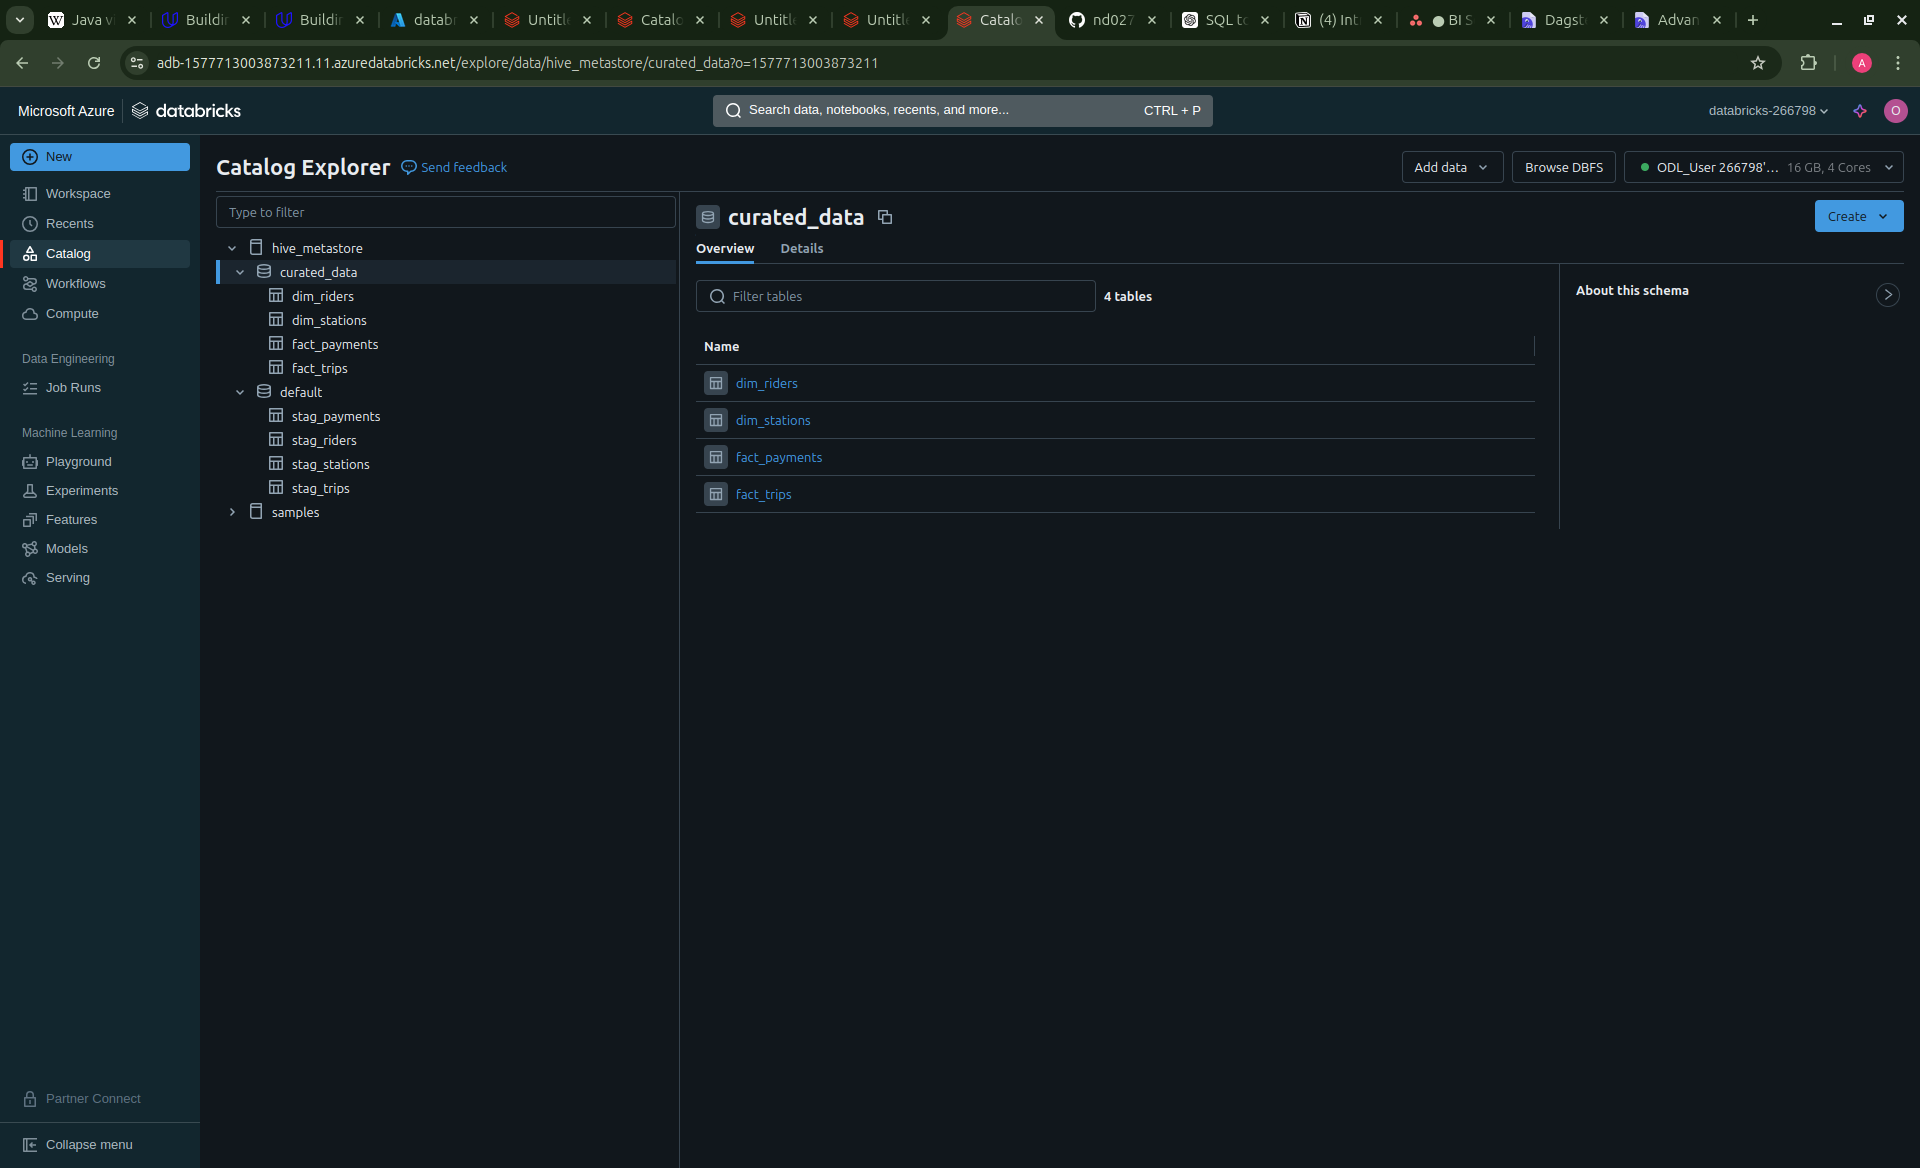 Java v
Buildin
Buildin
databr
Untitle
Catalo
Untitle
Untitle
Catalo
nd027
SQL to
(4) Int
BI S
Dagst
Advan
adb-1577713003873211.11.azuredatabricks.net/explore/data/hive_metastore/curated_data?o=1577713003873211
A
Microsoft Azure databricks
Search data, notebooks, recents, and more... CTRL + P
databricks-266798
O
New
Workspace
Recents
Catalog
Workflows
Compute
Data Engineering
Job Runs
Machine Learning
Playground
Experiments
Features
Models
Serving
Partner Connect
Collapse menu
Catalog Explorer Send feedback
Add data
Browse DBFS
ODL_User 266798'... 16 GB, 4 Cores
Type to filter
hive_metastore
curated_data
dim_riders
dim_stations
fact_payments
fact_trips
default
stag_payments
stag_riders
stag_stations
stag_trips
samples
curated_data
Create
Overview Details
Filter tables
4 tables
Name
dim_riders
dim_stations
fact_payments
fact_trips
About this schema